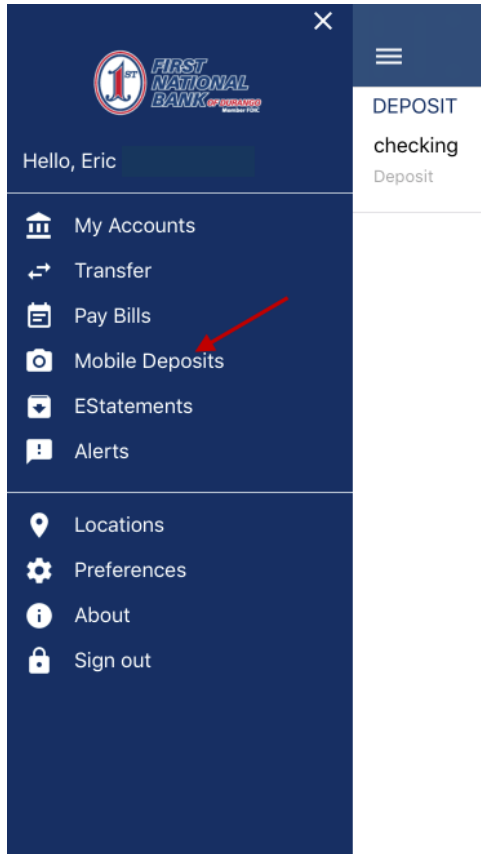 1ST
FIRST
NATIONAL
BANK OF DURANGO
Member FDIC
Hello, Eric
My Accounts
Transfer
Pay Bills
Mobile Deposits
EStatements
Alerts
Locations
Preferences
About
Sign out
DEPOSIT
checking
Deposit